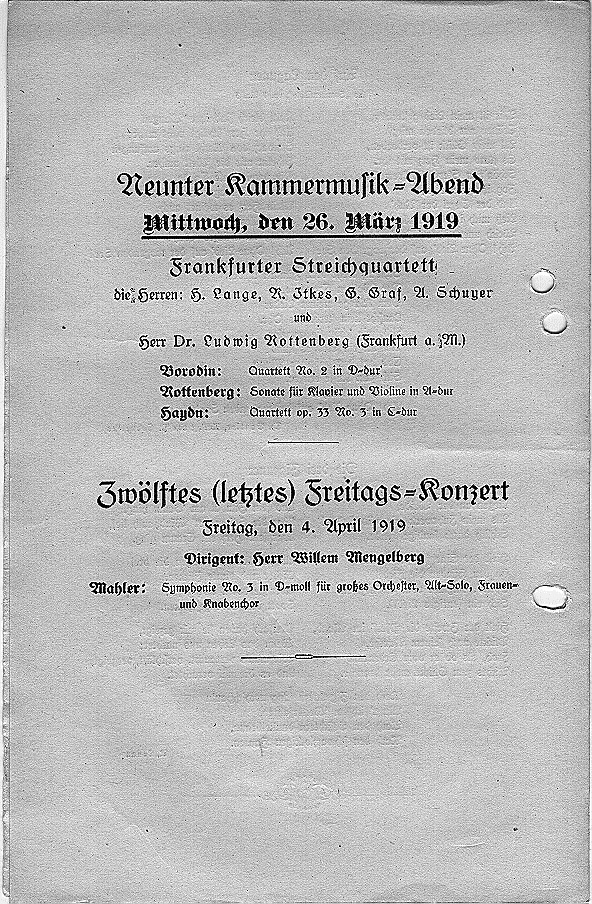 Neunter Kammermusik-Abend
Mittwoch, den 26. März 1919
Frankfurter Streichquartett
die Herren: H. Lange, R. Itkes, G. Graf, A. Schuyer
und
Herr Dr. Ludwig Rottenberg (Frankfurt a. M.)
Borodin: Quartett No. 2 in D-dur
Rottenberg: Sonate für Klavier und Violine in A-dur
Haydn: Quartett op. 33 No. 3 in C-dur
Zwölftes (letztes) Freitags-Konzert
Freitag, den 4. April 1919
Dirigent: Herr Willem Mengelberg
Mahler: Symphonie No. 3 in D-moll für großes Orchester, Alt-Solo, Frauen-
und Knabenchor